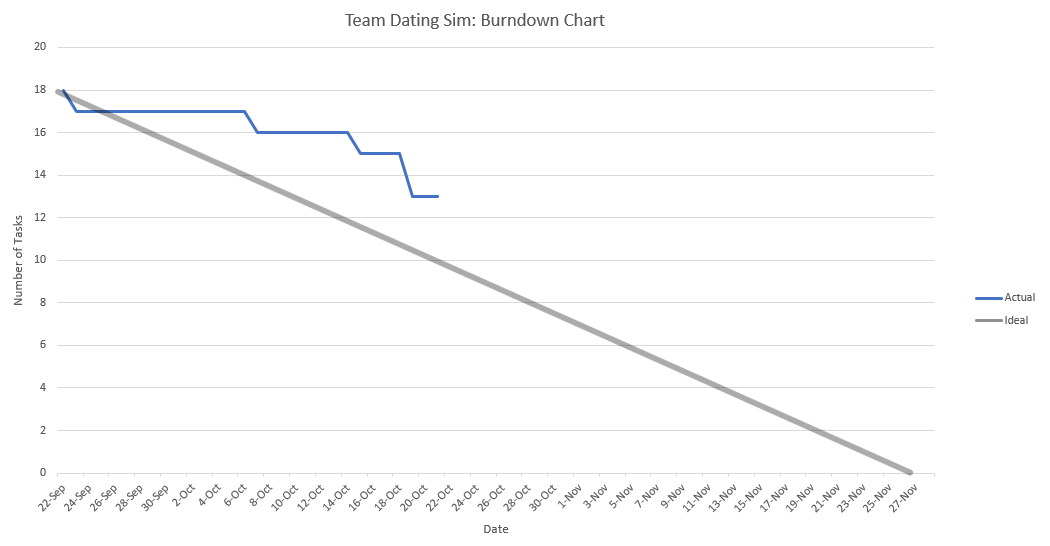 Team Dating Sim: Burndown Chart
20
18
16
14
12
10
8
6
4
2
0
Number of Tasks
22-Sep
24-Sep
26-Sep
28-Sep
30-Sep
2-Oct
4-Oct
6-Oct
8-Oct
10-Oct
12-Oct
14-Oct
16-Oct
18-Oct
20-Oct
22-Oct
24-Oct
26-Oct
28-Oct
30-Oct
1-Nov
3-Nov
5-Nov
7-Nov
9-Nov
11-Nov
13-Nov
15-Nov
17-Nov
19-Nov
21-Nov
23-Nov
25-Nov
27-Nov
Date
Actual
Ideal